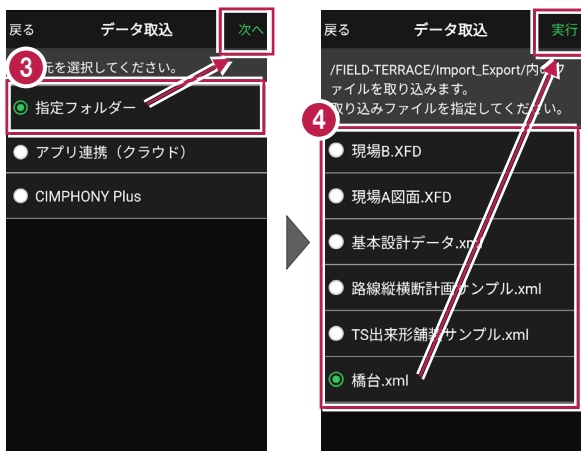 戻る データ取込 次へ
3
元を選択してください。
指定フォルダー
アプリ連携（クラウド）
CIMPHONY Plus
戻る データ取込 実行
/FIELD-TERRACE/Import_Export/内の
ァイルを取り込みます。
取り込みファイルを指定してください。
4
現場B.XFD
現場A図面.XFD
基本設計データ.xml
路線縦横断計画サンプル.xml
TS出来形舗装サンプル.xml
橋台.xml